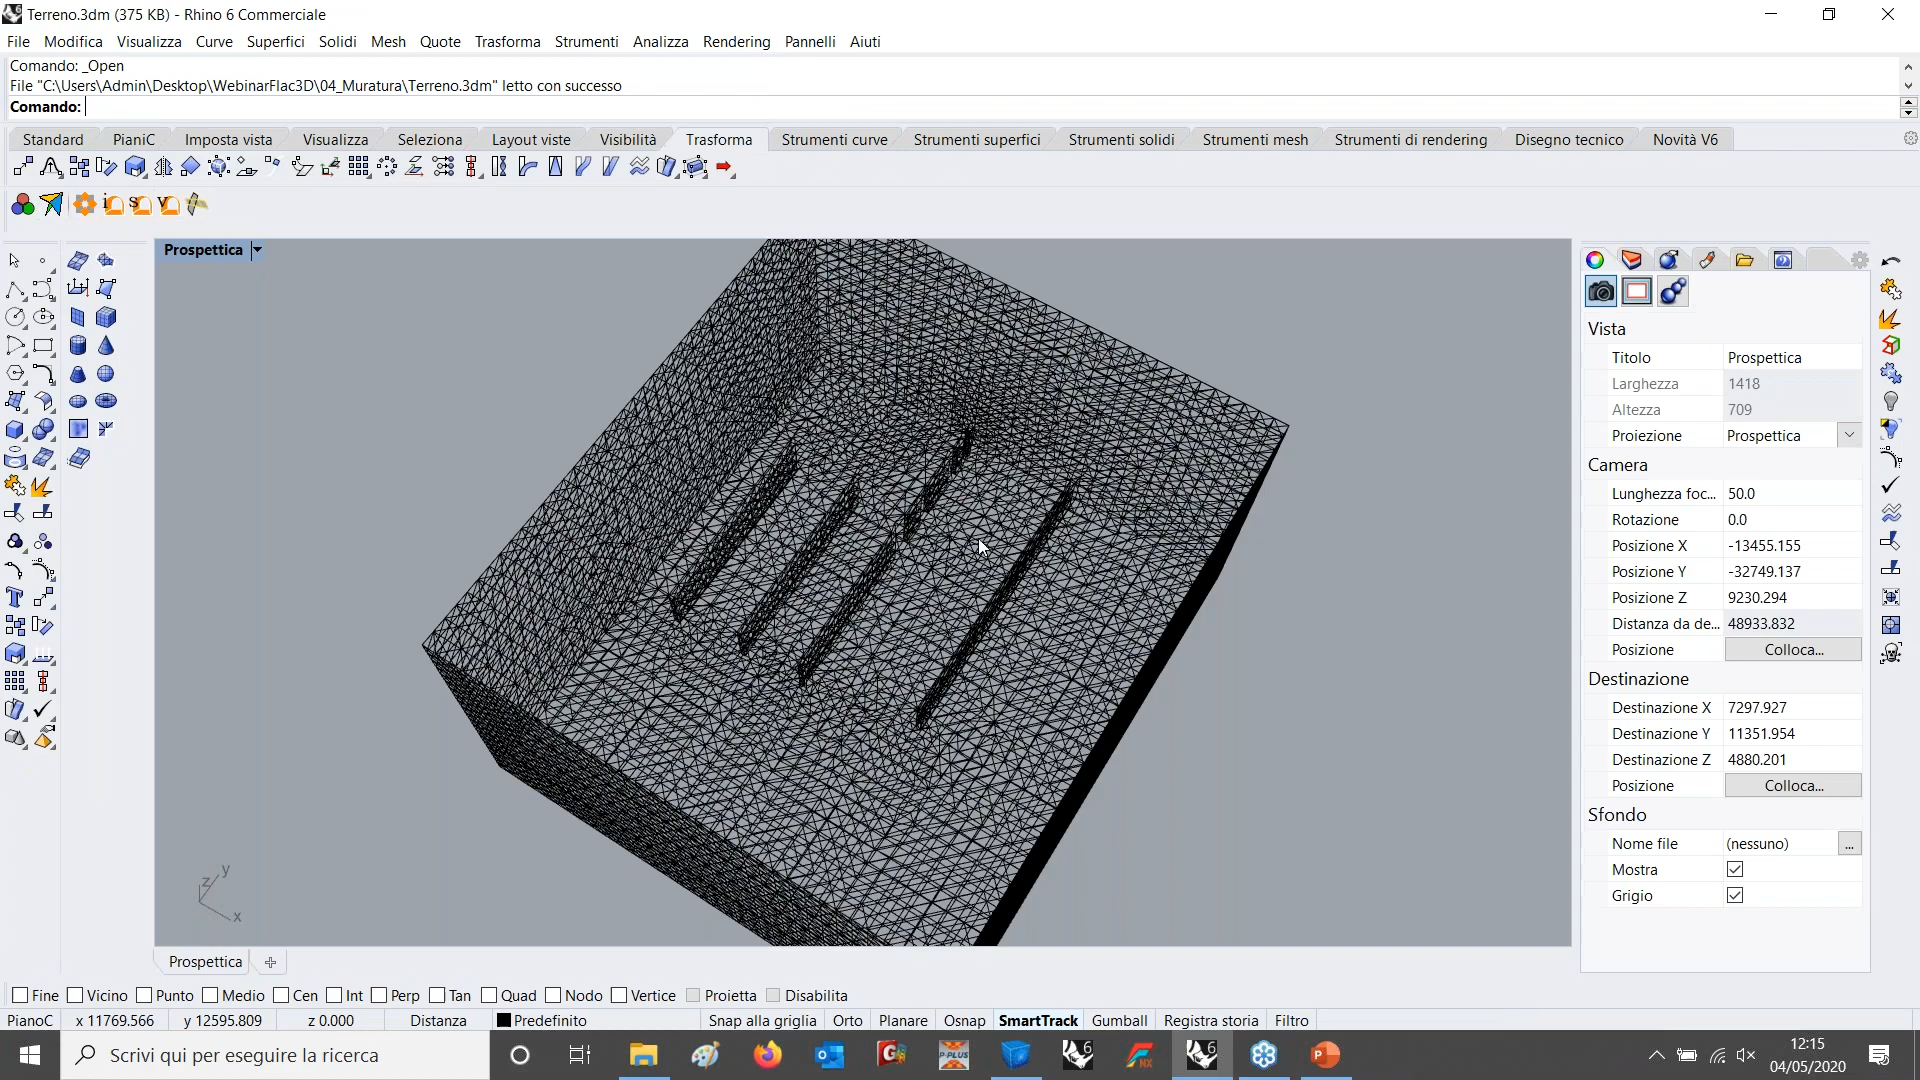 Terreno.3dm (375 KB) - Rhino 6 Commerciale
File Modifica Visualizza Curve Superfici Solidi Mesh Quote Trasforma Strumenti Analizza Rendering Pannelli Aiuti
Comando: _Open
File "C:\Users\Admin\Desktop\WebinarFlac3D\04_Muratura\Terreno.3dm" letto con successo
Comando:
Standard PianiC Imposta vista Visualizza Seleziona Layout viste Visibilità Trasforma Strumenti curve Strumenti superfici Strumenti solidi Strumenti mesh Strumenti di rendering Disegno tecnico Novità V6
Prospettica
Vista
Titolo Prospettica
Larghezza 1418
Altezza 709
Proiezione Prospettica
Camera
Lunghezza foc... 50.0
Rotazione 0.0
Posizione X -13455.155
Posizione Y -32749.137
Posizione Z 9230.294
Distanza da de... 48933.832
Posizione Colloca...
Destinazione
Destinazione X 7297.927
Destinazione Y 11351.954
Destinazione Z 4880.201
Posizione Colloca...
Sfondo
Nome file (nessuno) ...
Mostra
Grigio
z y x
Prospettica
Fine Vicino Punto Medio Cen Int Perp Tan Quad Nodo Vertice Proietta Disabilita
PianoC x 11769.566 y 12595.809 z 0.000 Distanza Predefinito Snap alla griglia Orto Planare Osnap SmartTrack Gumball Registra storia Filtro
Scrivi qui per eseguire la ricerca
12:15
04/05/2020